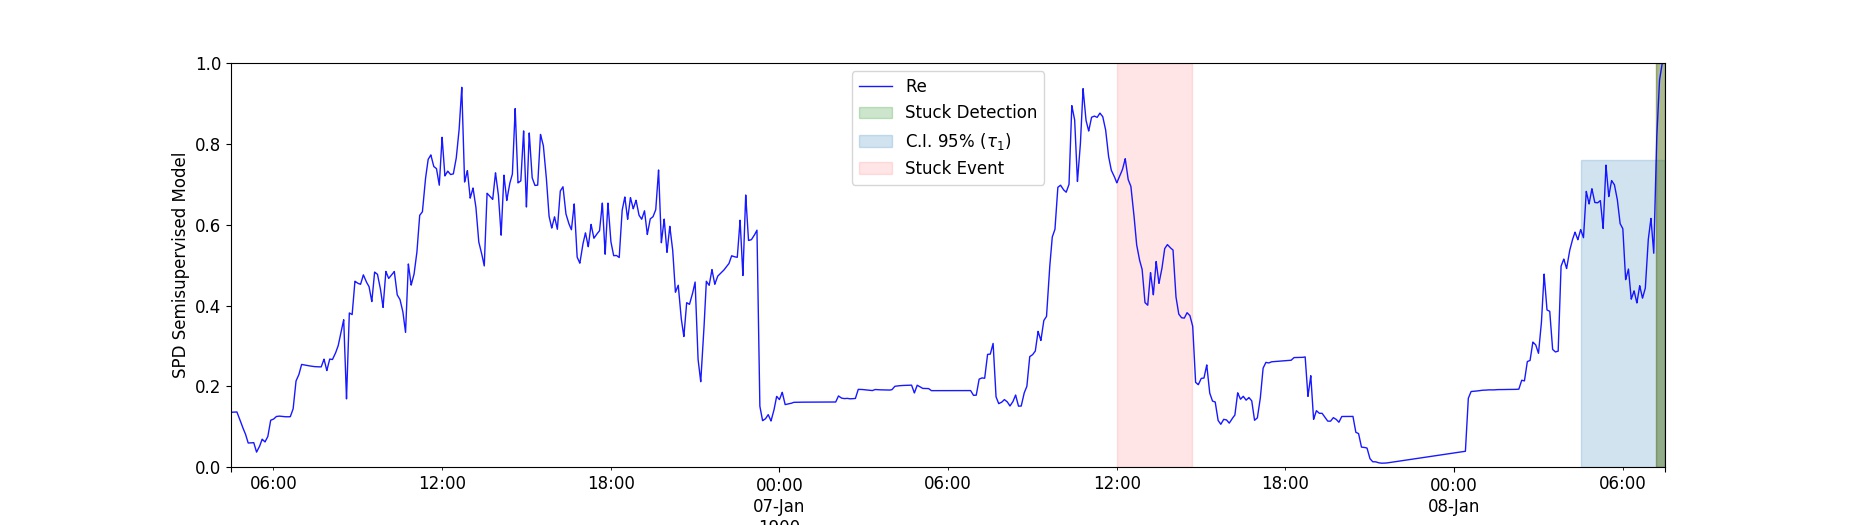 1.0
0.8
0.6
0.4
0.2
0.0
SPD Semisupervised Model
Re
Stuck Detection
C.I. 95% (τ₁)
Stuck Event
06:00 12:00 18:00 00:00 06:00 12:00 18:00 00:00 06:00
07-Jan 08-Jan
1900